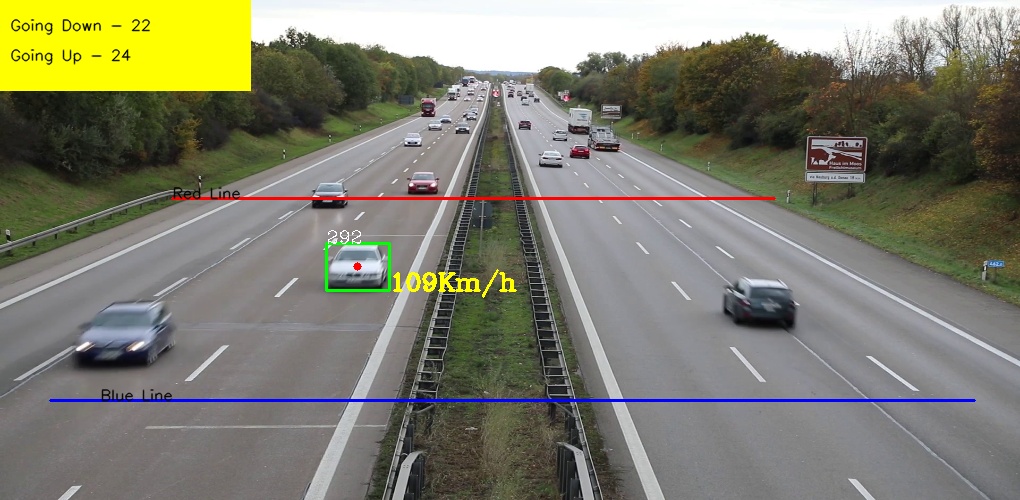 Going Down - 22
Going Up - 24
Red Line
292
109Km/h
Blue Line